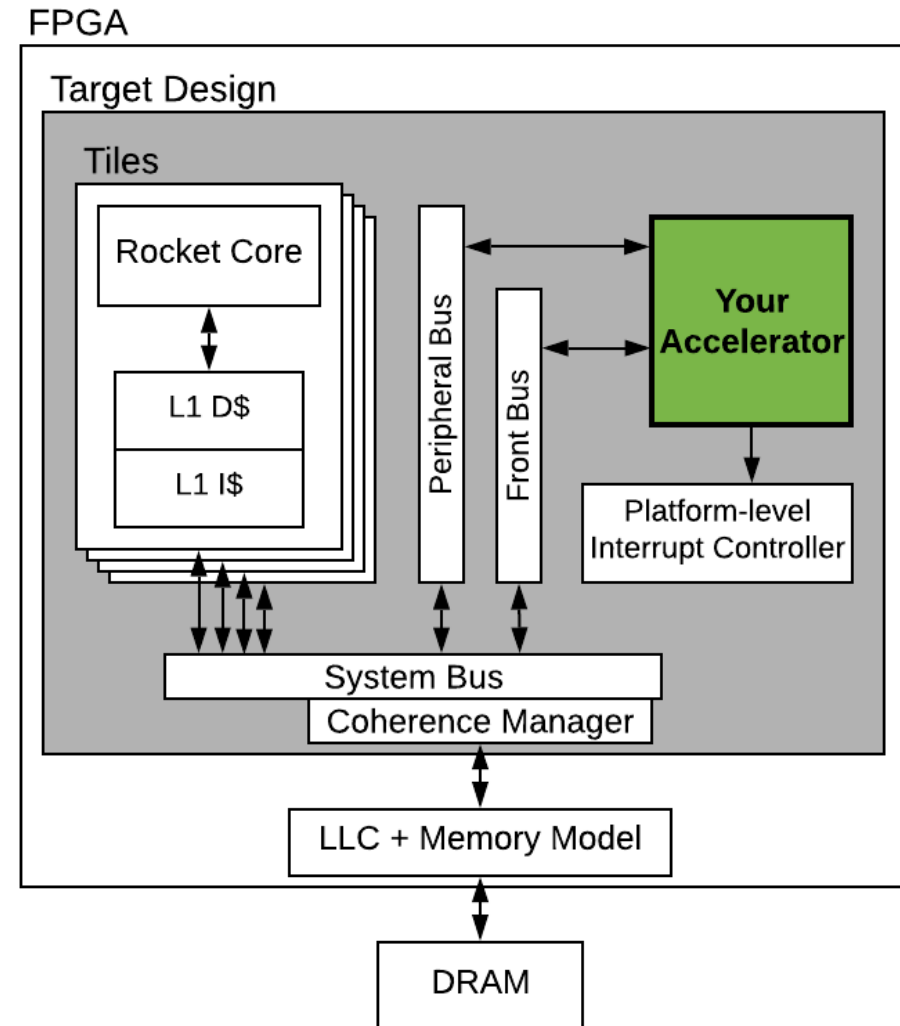 FPGA
Target Design
Tiles
Rocket Core
L1 D$
L1 I$
Peripheral Bus
Front Bus
Your
Accelerator
Platform-level
Interrupt Controller
System Bus
Coherence Manager
LLC + Memory Model
DRAM